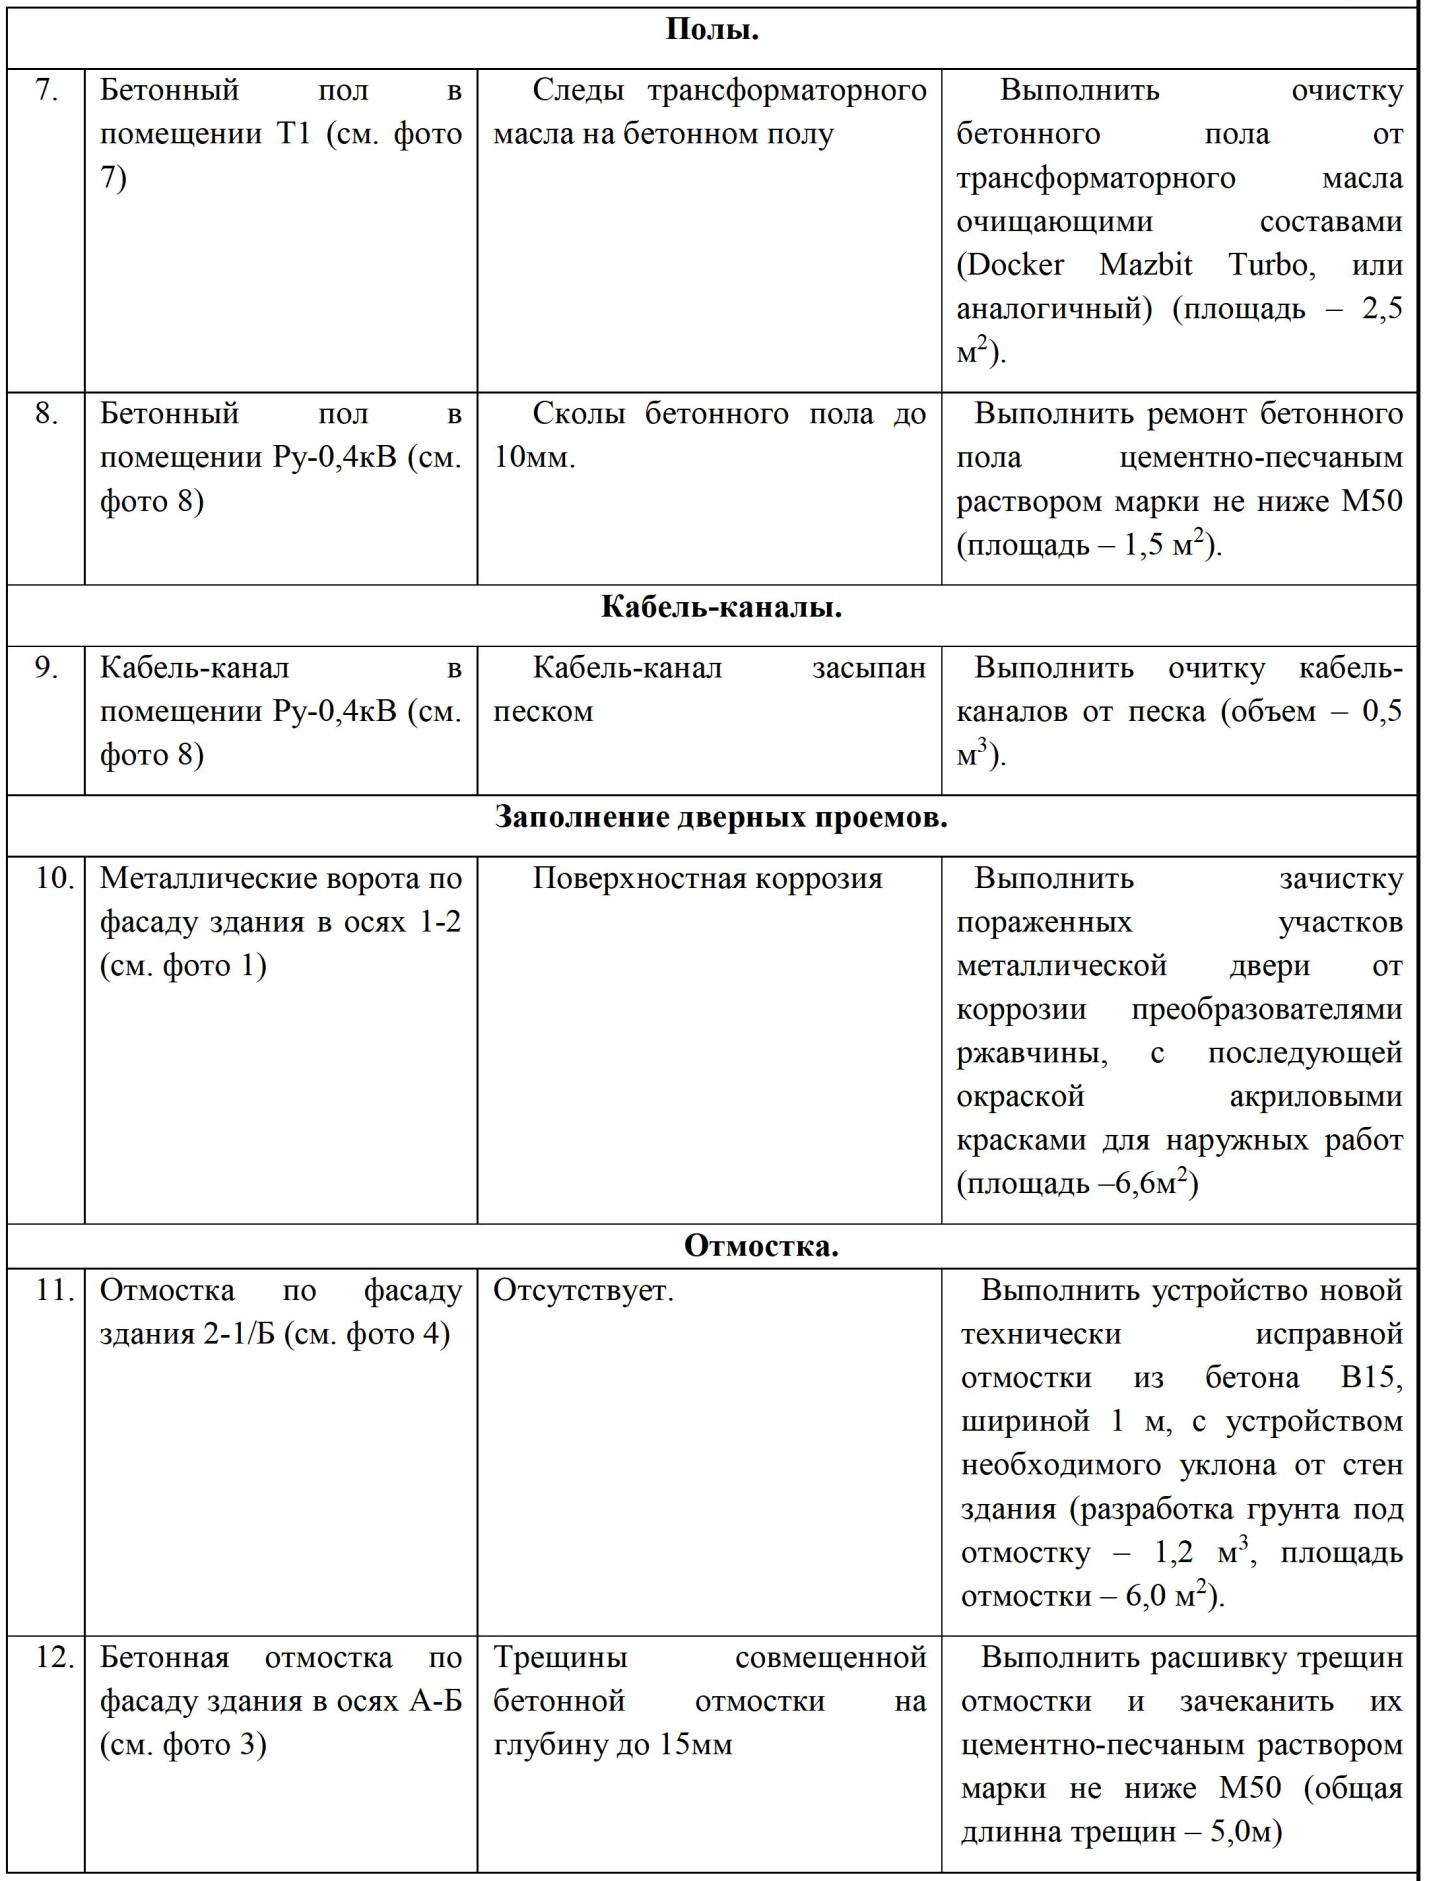 Полы.
7.
Бетонный пол в
помещении Т1 (см. фото
7)
Следы трансформаторного
масла на бетонном полу
Выполнить очистку
бетонного пола от
трансформаторного масла
очищающими составами
(Docker Mazbit Turbo, или
аналогичный) (площадь – 2,5
м²).
8.
Бетонный пол в
помещении Ру-0,4кВ (см.
фото 8)
Сколы бетонного пола до
10мм.
Выполнить ремонт бетонного
пола цементно-песчаным
раствором марки не ниже М50
(площадь – 1,5 м²).
Кабель-каналы.
9.
Кабель-канал в
помещении Ру-0,4кВ (см.
фото 8)
Кабель-канал засыпан
песком
Выполнить очитку кабель-
каналов от песка (объем – 0,5
м³).
Заполнение дверных проемов.
10.
Металлические ворота по
фасаду здания в осях 1-2
(см. фото 1)
Поверхностная коррозия
Выполнить зачистку
пораженных участков
металлической двери от
коррозии преобразователями
ржавчины, с последующей
окраской акриловыми
красками для наружных работ
(площадь –6,6м²)
Отмостка.
11.
Отмостка по фасаду
здания 2-1/Б (см. фото 4)
Отсутствует.
Выполнить устройство новой
технически исправной
отмостки из бетона В15,
шириной 1 м, с устройством
необходимого уклона от стен
здания (разработка грунта под
отмостку – 1,2 м³, площадь
отмостки – 6,0 м²).
12.
Бетонная отмостка по
фасаду здания в осях А-Б
(см. фото 3)
Трещины совмещенной
бетонной отмостки на
глубину до 15мм
Выполнить расшивку трещин
отмостки и зачеканить их
цементно-песчаным раствором
марки не ниже М50 (общая
длинна трещин – 5,0м)